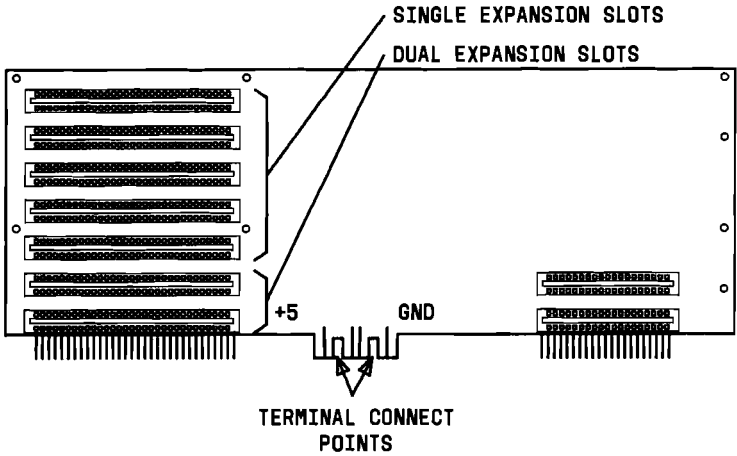 SINGLE EXPANSION SLOTS
DUAL EXPANSION SLOTS
+5
GND
TERMINAL CONNECT
POINTS